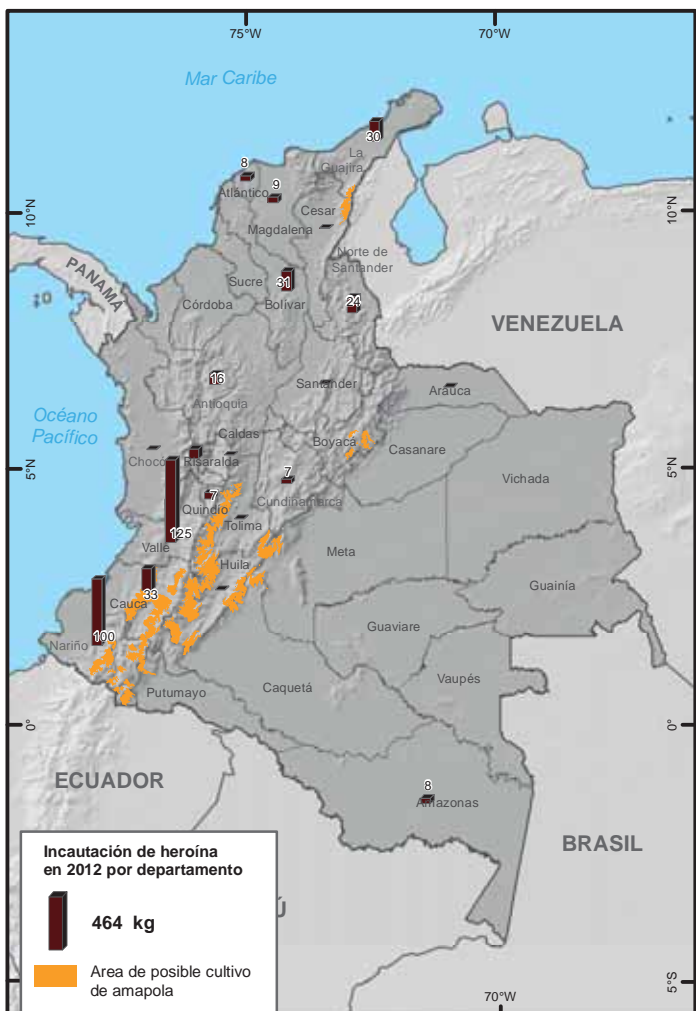 75°W
70°W
Mar Caribe
30
La
Guajira
8
Atlántico
9
10°N
10°N
Cesar
Magdalena
PANAMÁ
Norte de
Santander
Sucre
31
24
Córdoba
Bolívar
VENEZUELA
16
Santander
Arauca
Antioquia
Océano
Pacífico
Caldas
Boyacá
Casanare
Chocó
Risaralda
5°N
5°N
7
Vichada
7
Quindío
Cundinamarca
125
Tolima
Valle
Meta
Huila
33
Cauca
Guainía
100
Guaviare
Nariño
Vaupés
Putumayo
Caquetá
0°
0°
ECUADOR
8
Amazonas
BRASIL
Incautación de heroína
en 2012 por departamento
464 kg
Ú
Area de posible cultivo
de amapola
5°S
70°W